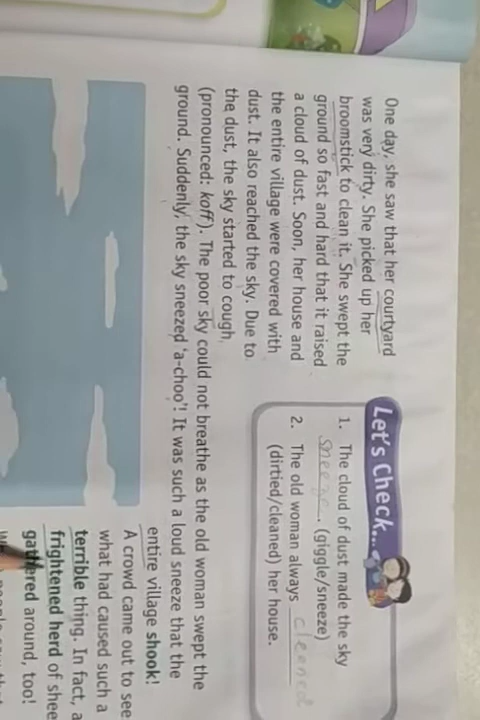 One day, she saw that her courtyard
was very dirty. She picked up her
broomstick to clean it. She swept the
ground so fast and hard that it raised
a cloud of dust. Soon, her house and
the entire village were covered with
dust. It also reached the sky. Due to
the dust, the sky started to cough
(pronounced: koff). The poor sky could not breathe as the old woman swept the
ground. Suddenly, the sky sneezed 'a-choo'! It was such a loud sneeze that the
entire village shook!
Let's Check...
1. The cloud of dust made the sky
sneeze. (giggle/sneeze)
2. The old woman always cleened
(dirtied/cleaned) her house.
A crowd came out to see
what had caused such a
terrible thing. In fact, a
frightened herd of shee
gathered around, too!